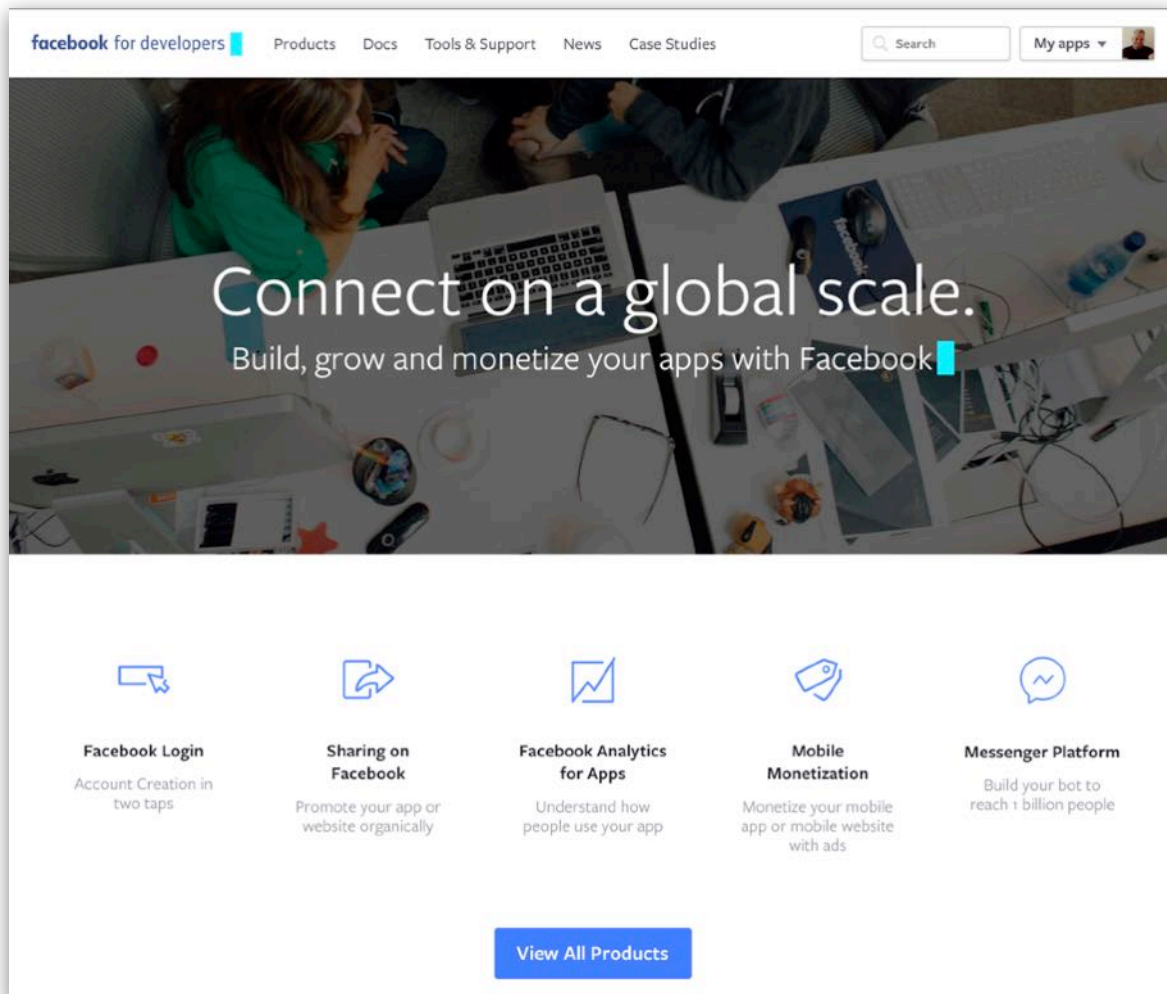 facebook for developers
Products
Docs
Tools & Support
News
Case Studies
Search
My apps
facebook
Connect on a global scale.
Build, grow and monetize your apps with Facebook
Facebook Login
Account Creation in
two taps
Sharing on
Facebook
Promote your app or
website organically
Facebook Analytics
for Apps
Understand how
people use your app
Mobile
Monetization
Monetize your mobile
app or mobile website
with ads
Messenger Platform
Build your bot to
reach 1 billion people
View All Products